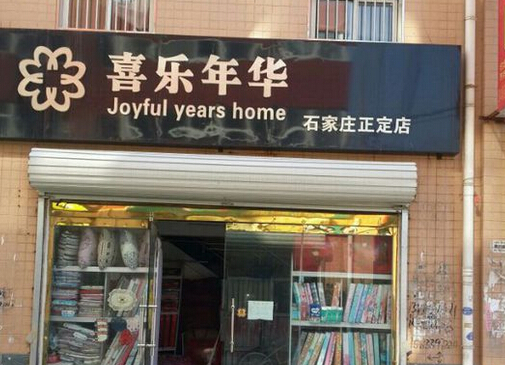 喜乐年华
Joyful years home
石家庄正定店